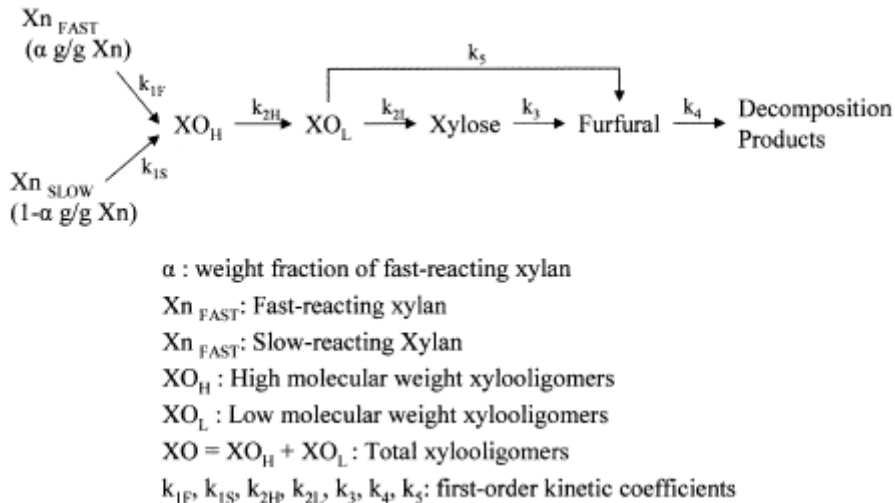 Xn FAST
(α g/g Xn)
k5
k1F
XOH k2H XOL k2L Xylose k3 Furfural k4 Decomposition
Products
k1S
Xn SLOW
(1-α g/g Xn)
α : weight fraction of fast-reacting xylan
Xn FAST: Fast-reacting xylan
Xn FAST: Slow-reacting Xylan
XOH : High molecular weight xylooligomers
XOL : Low molecular weight xylooligomers
XO = XOH + XOL : Total xylooligomers
k1F, k1S, k2H, k2L, k3, k4, k5: first-order kinetic coefficients